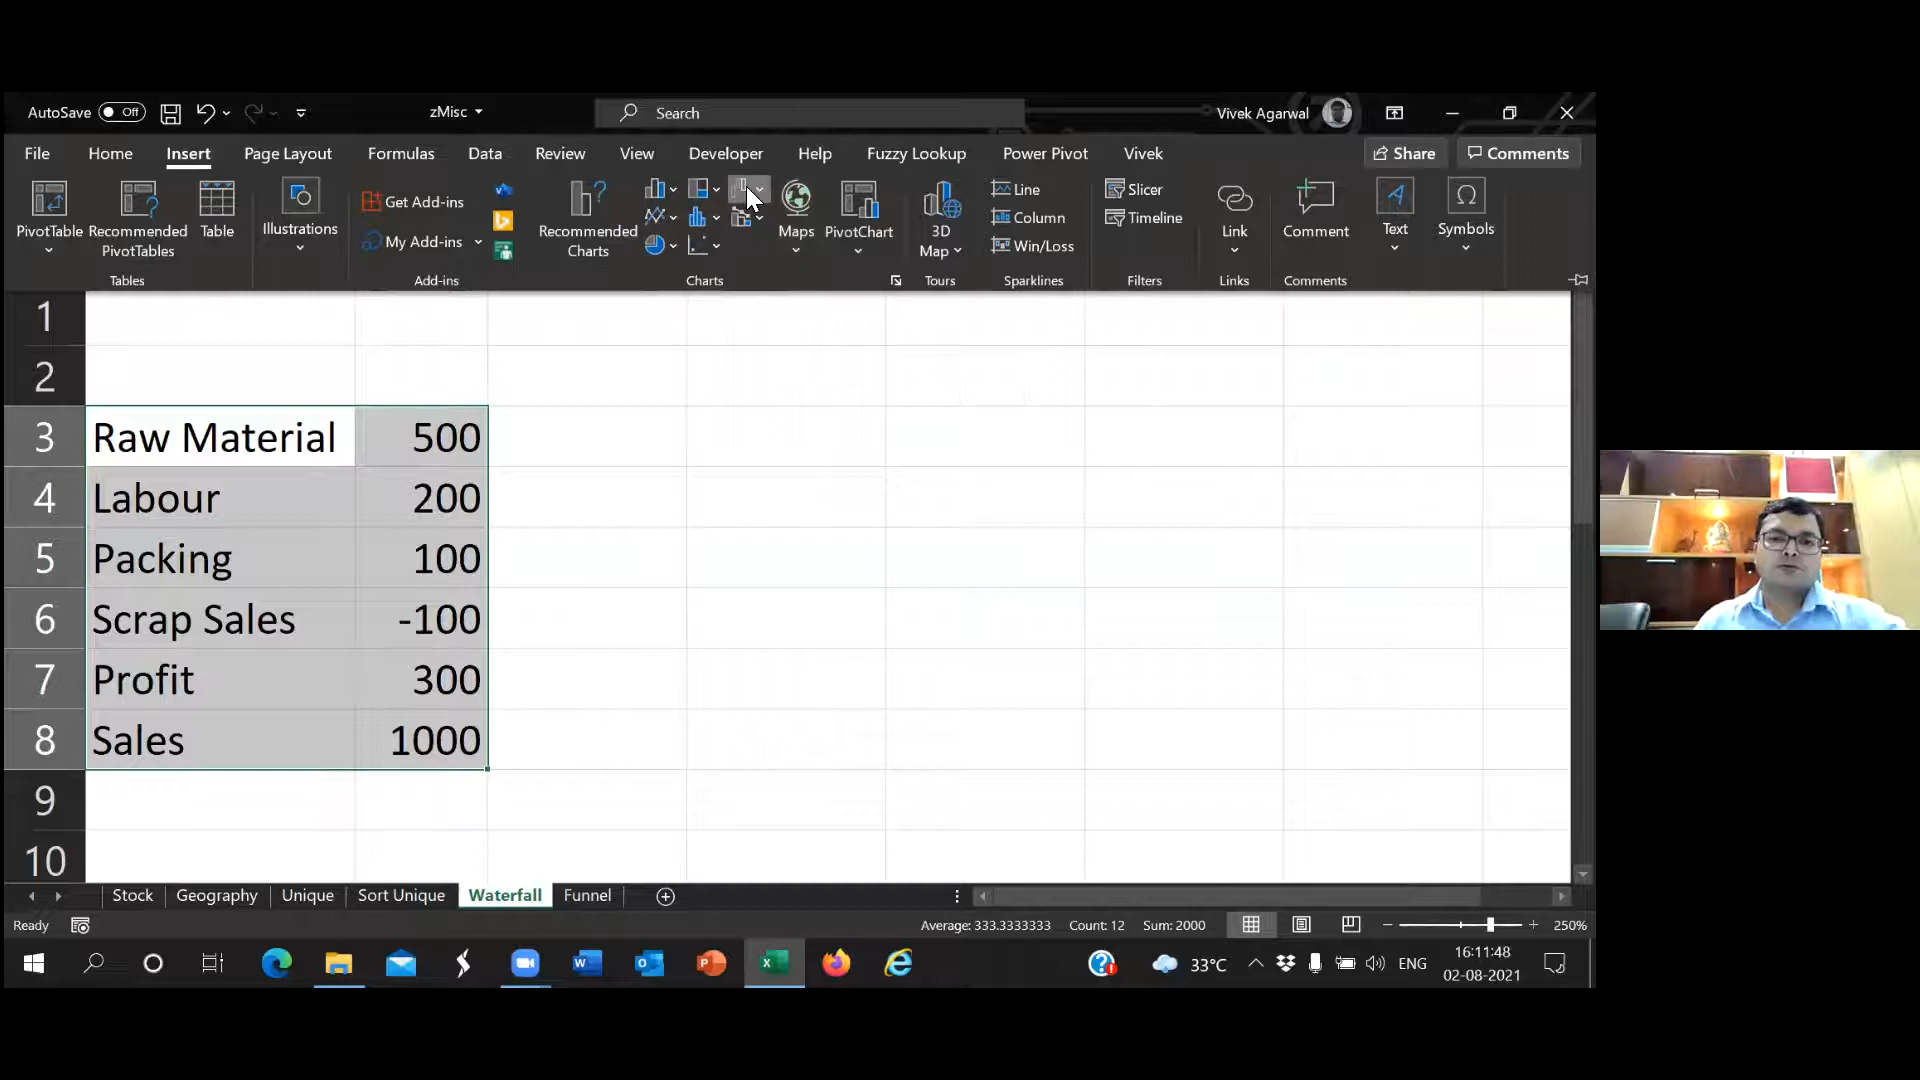 AutoSave Off zMisc Search Vivek Agarwal
File Home Insert Page Layout Formulas Data Review View Developer Help Fuzzy Lookup Power Pivot Vivek Share Comments
PivotTable Recommended PivotTables Table
Tables
Illustrations
Get Add-ins
My Add-ins
Add-ins
Recommended Charts
Maps PivotChart
Charts
3D Map
Tours
Line
Column
Win/Loss
Sparklines
Slicer
Timeline
Filters
Link
Links
Comment
Comments
Text
Symbols
1
2
3 Raw Material 500
4 Labour 200
5 Packing 100
6 Scrap Sales -100
7 Profit 300
8 Sales 1000
9
10
Stock Geography Unique Sort Unique Waterfall Funnel
Ready Average: 333.3333333 Count: 12 Sum: 2000 250%
33°C ENG 16:11:48
02-08-2021